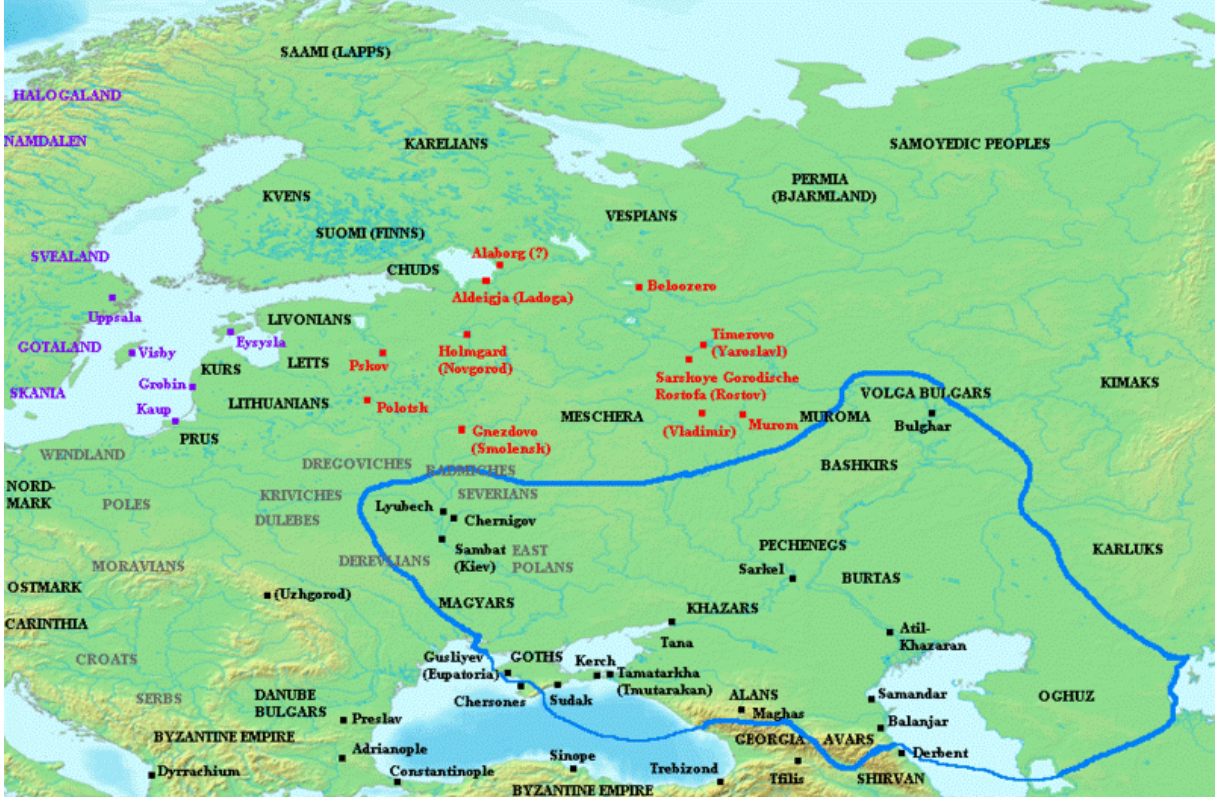 SAAMI (LAPPS)
HALOGALAND
NAMDALEN
KARELIANS
SAMOYEDIC PEOPLES
PERMIA
(BJARMLAND)
KVENS
VESPIANS
SUOMI (FINNS)
SVEALAND
Alaborg (?)
CHUDS
Aldeigja (Ladoga)
Beloozero
Uppsala
LIVONIANS
Eysysla
GOTALAND
Visby
Holmgard
(Novgorod)
Timerovo
(Yaroslavl)
LETTS
Pskov
KURS
Sarskoye Gorodische
Rostofa (Rostov)
Grobin
SKANIA
KIMAKS
VOLGA BULGARS
LITHUANIANS
Polotsk
Kaup
MESCHERA
(Vladimir)
Murom
MUROMA
Bulghar
PRUS
Gnezdovo
(Smolensk)
WENDLAND
DREGOVICHES
RADMICHES
BASHKIRS
NORD-
MARK
POLES
KRIVICHES
SEVERIANS
Lyubech
DULEBES
Chernigov
Sambat
(Kiev)
EAST
POLANS
PECHENEGS
KARLUKS
MORAVIANS
DEREVLIANS
Sarkel
BURTAS
OSTMARK
(Uzhgorod)
MAGYARS
KHAZARS
CARINTHIA
Tana
Atil-
Khazaran
CROATS
Gusliyev
(Eupatoria)
GOTHS
Kerch
Tamatarkha
(Tmutarakan)
SERBS
DANUBE
BULGARS
Chersones
Sudak
ALANS
Maghas
Samandar
OGHUZ
Preslav
Balanjar
BYZANTINE EMPIRE
GEORGIA
AVARS
Adrianople
Derbent
Dyrrachium
Constantinople
Sinope
Trebizond
Tfilis
SHIRVAN
BYZANTINE EMPIRE